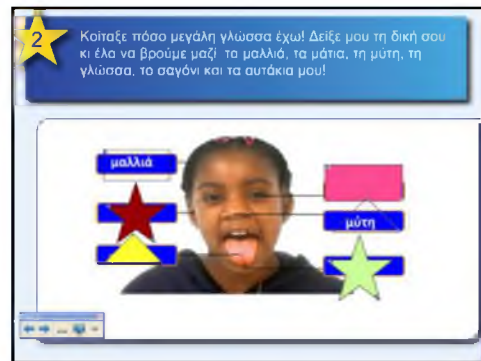 2
Κοίταξε πόσο μεγάλη γλώσσα έχω! Δείξε μου τη δική σου
κι έλα να βρούμε μαζί τα μαλλιά, τα μάτια, τη μύτη, τη
γλώσσα, το σαγόνι και τα αυτάκια μου!
μαλλιά
μύτη